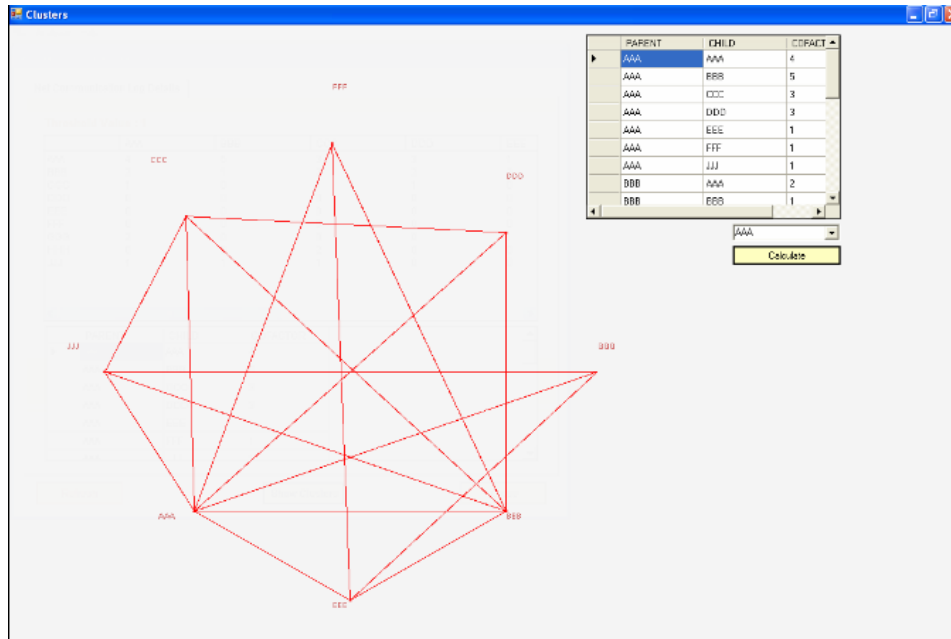 Clusters
PARENT CHILD COFACT
AAA AAA 4
AAA BBB 5
AAA CCC 3
AAA DDD 3
AAA EEE 1
AAA FFF 1
AAA JJJ 1
BBB AAA 2
BBB BBB 1
AAA
Calculate
FFF
CCC
DDD
JJJ
BBB
AAA
BBB
EEE